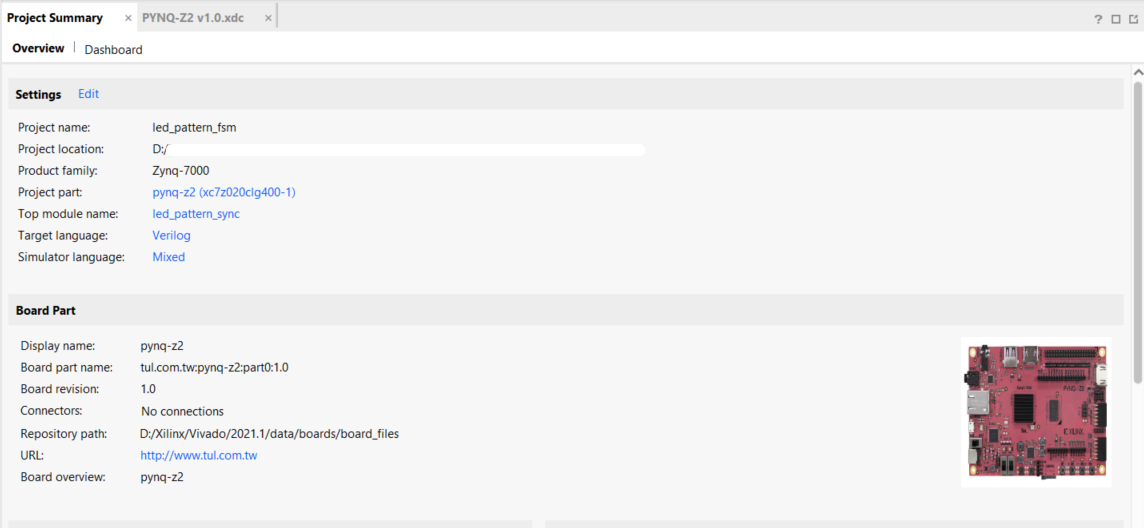 Project Summary × PYNQ-Z2 v1.0.xdc × ?
Overview Dashboard
Settings Edit
Project name: led_pattern_fsm
Project location: D:/
Product family: Zynq-7000
Project part: pynq-z2 (xc7z020clg400-1)
Top module name: led_pattern_sync
Target language: Verilog
Simulator language: Mixed
Board Part
Display name: pynq-z2
Board part name: tul.com.tw:pynq-z2:part0:1.0
Board revision: 1.0
Connectors: No connections
Repository path: D:/Xilinx/Vivado/2021.1/data/boards/board_files
URL: http://www.tul.com.tw
Board overview: pynq-z2
XILINX